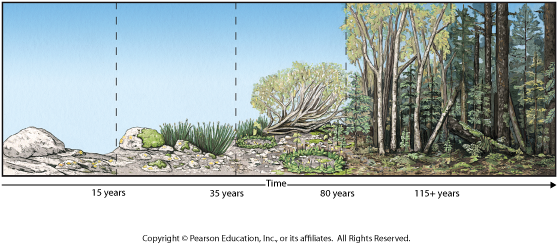 Time
15 years 35 years 80 years 115+ years
Copyright © Pearson Education, Inc., or its affiliates. All Rights Reserved.